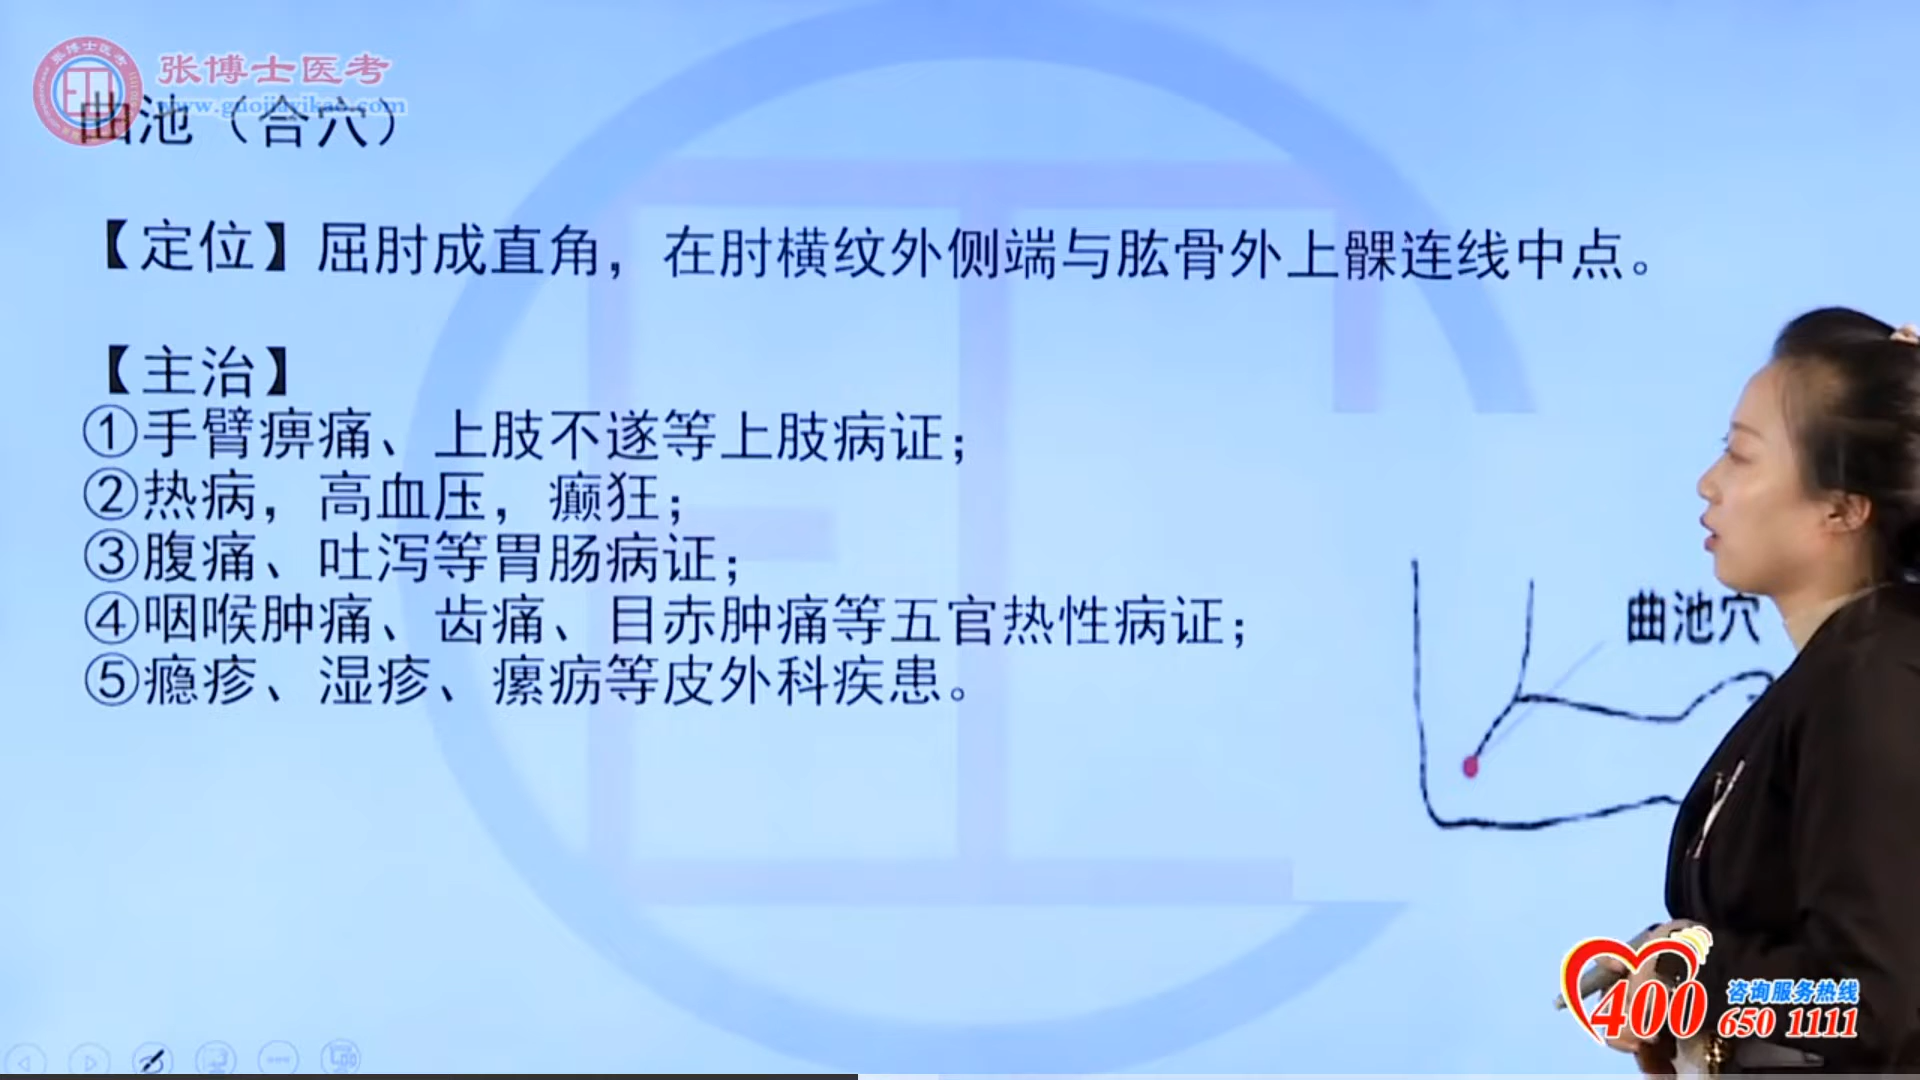 张博士医考
www.guojiayikao.com
曲池（合穴）
【定位】屈肘成直角，在肘横纹外侧端与肱骨外上髁连线中点。
【主治】
①手臂痹痛、上肢不遂等上肢病证；
②热病，高血压，癫狂；
③腹痛、吐泻等胃肠病证；
④咽喉肿痛、齿痛、目赤肿痛等五官热性病证；
⑤瘾疹、湿疹、瘰疬等皮外科疾患。
曲池穴
400
咨询服务热线
650 1111